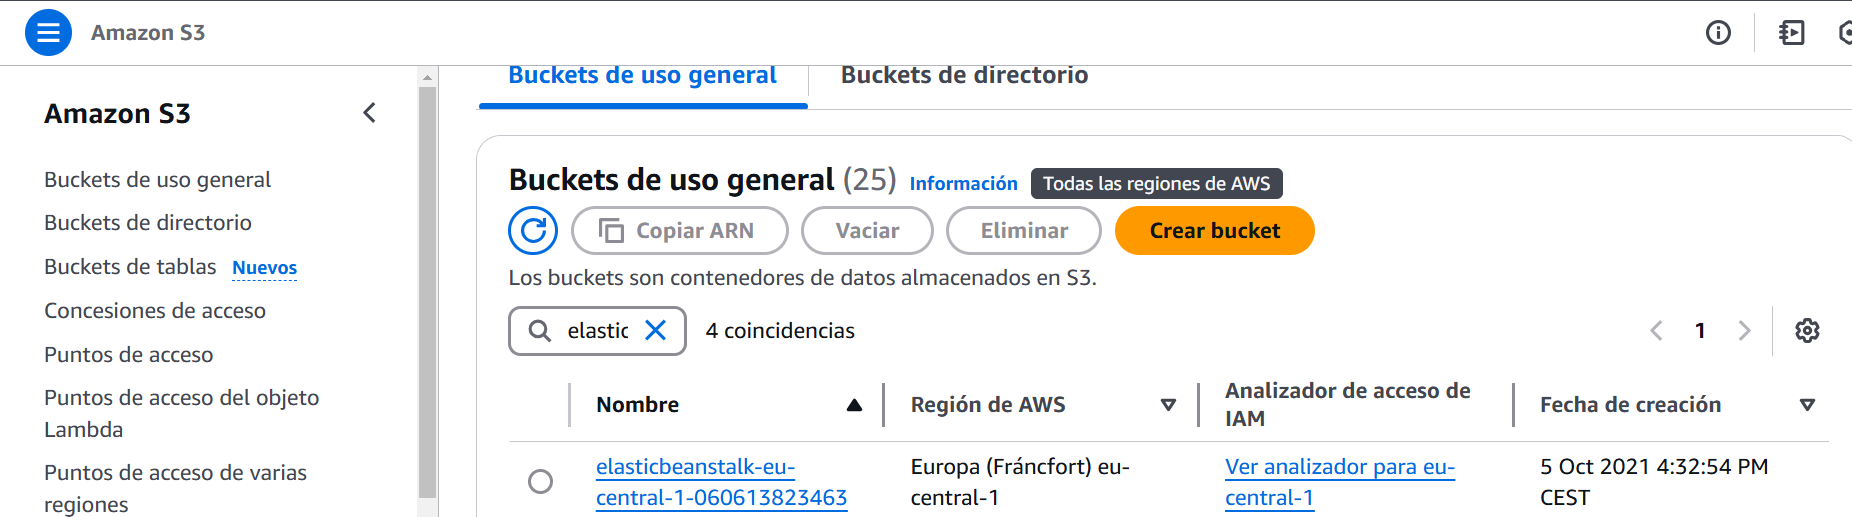 Amazon S3
Buckets de uso general
Buckets de directorio
Amazon S3
Buckets de uso general
Buckets de directorio
Buckets de tablas Nuevos
Concesiones de acceso
Puntos de acceso
Puntos de acceso del objeto
Lambda
Puntos de acceso de varias
regiones
Buckets de uso general (25) Información Todas las regiones de AWS
Copiar ARN Vaciar Eliminar Crear bucket
Los buckets son contenedores de datos almacenados en S3.
elastic 4 coincidencias
1
Nombre
Región de AWS
Analizador de acceso de
IAM
Fecha de creación
elasticbeanstalk-eu-
central-1-060613823463
Europa (Fráncfort) eu-
central-1
Ver analizador para eu-
central-1
5 Oct 2021 4:32:54 PM
CEST